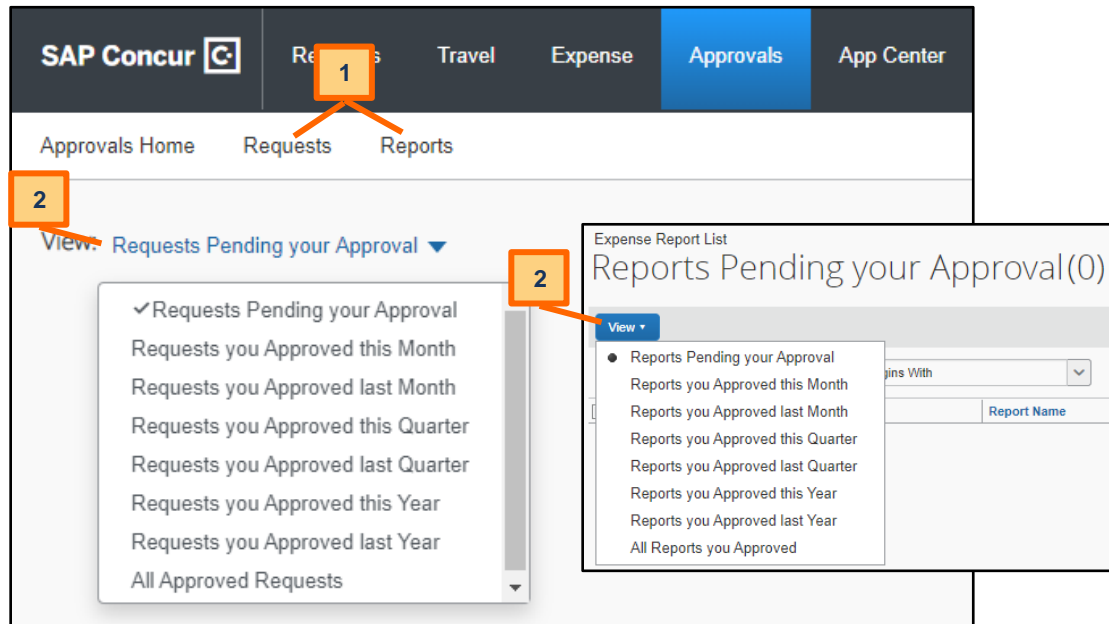 SAP Concur
Travel
Expense
Approvals
App Center
1
Approvals Home
Requests
Reports
2
View:
Requests Pending your Approval
Requests Pending your Approval
Requests you Approved this Month
Requests you Approved last Month
Requests you Approved this Quarter
Requests you Approved last Quarter
Requests you Approved this Year
Requests you Approved last Year
All Approved Requests
2
Expense Report List
Reports Pending your Approval(0)
View
Reports Pending your Approval
Reports you Approved this Month
Reports you Approved last Month
Reports you Approved this Quarter
Reports you Approved last Quarter
Reports you Approved this Year
Reports you Approved last Year
All Reports you Approved
With
Report Name